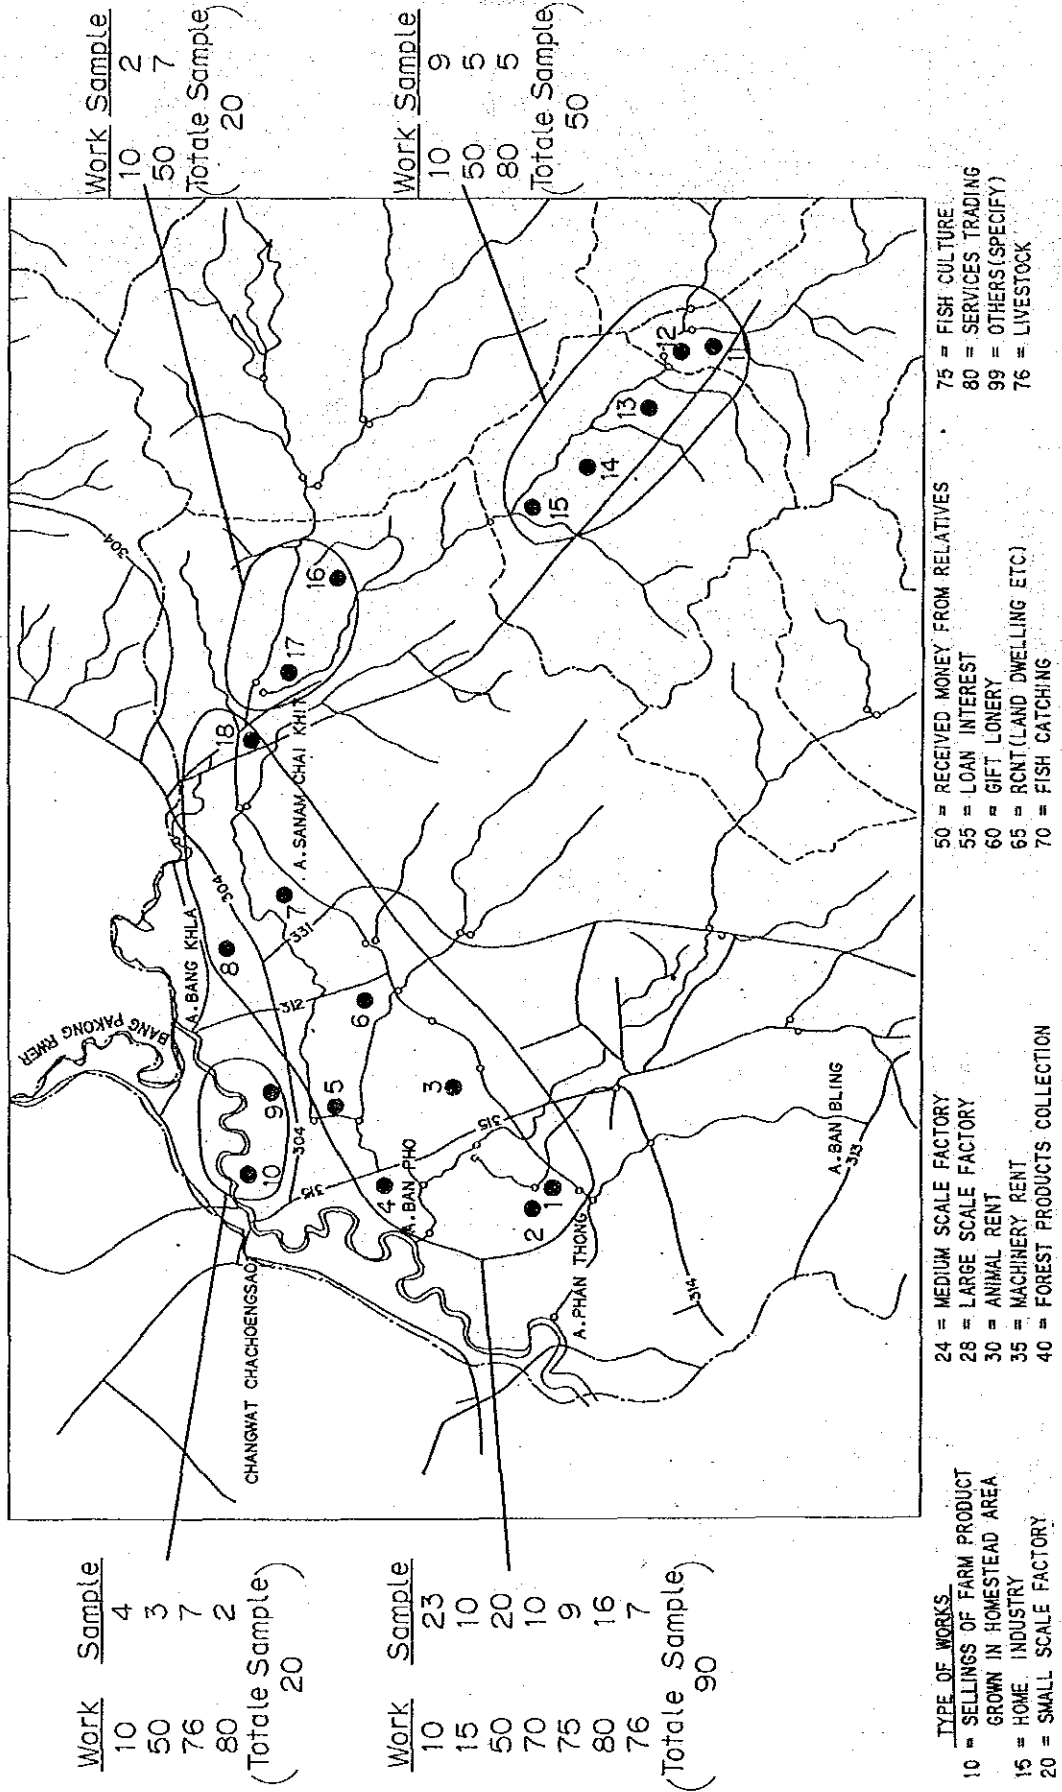 Work Sample
10 4
50 3
76 7
80 2
(Totale Sample)
20
Work Sample
10 23
15 10
50 20
70 10
75 9
80 16
76 7
(Totale Sample)
90
Work Sample
10 2
50 7
(Totale Sample)
20
Work Sample
10 9
50 5
80 5
(Totale Sample)
50
CHANGWAT CHACHOENGSAO
BANG PAKONG RIVER
A.BANG KHLA
A.SANAM CHAI KHIT
A.BAN PHO
A.PHAN THONG
A.BAN BLING
304
304
304
315
315
312
331
314
313
1
2
3
4
5
6
7
8
9
10
11
12
13
14
15
16
17
18
TYPE OF WORKS
10 = SELLINGS OF FARM PRODUCT
GROWN IN HOMESTEAD AREA
15 = HOME INDUSTRY
20 = SMALL SCALE FACTORY
24 = MEDIUM SCALE FACTORY
28 = LARGE SCALE FACTORY
30 = ANIMAL RENT
35 = MACHINERY RENT
40 = FOREST PRODUCTS COLLECTION
50 = RECEIVED MONEY FROM RELATIVES
55 = LOAN INTEREST
60 = GIFT LONERY
65 = RCNT(LAND DWELLING ETC)
70 = FISH CATCHING
75 = FISH CULTURE
80 = SERVICES TRADING
99 = OTHERS(SPECIFY)
76 = LIVESTOCK